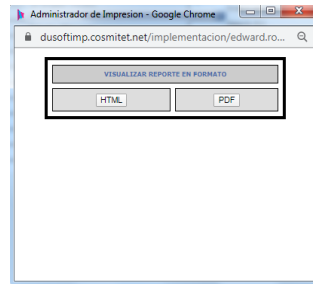 Administrador de Impresion - Google Chrome
dusoftimp.cosmitet.net/implementacion/edward.ro...
VISUALIZAR REPORTE EN FORMATO
HTML PDF